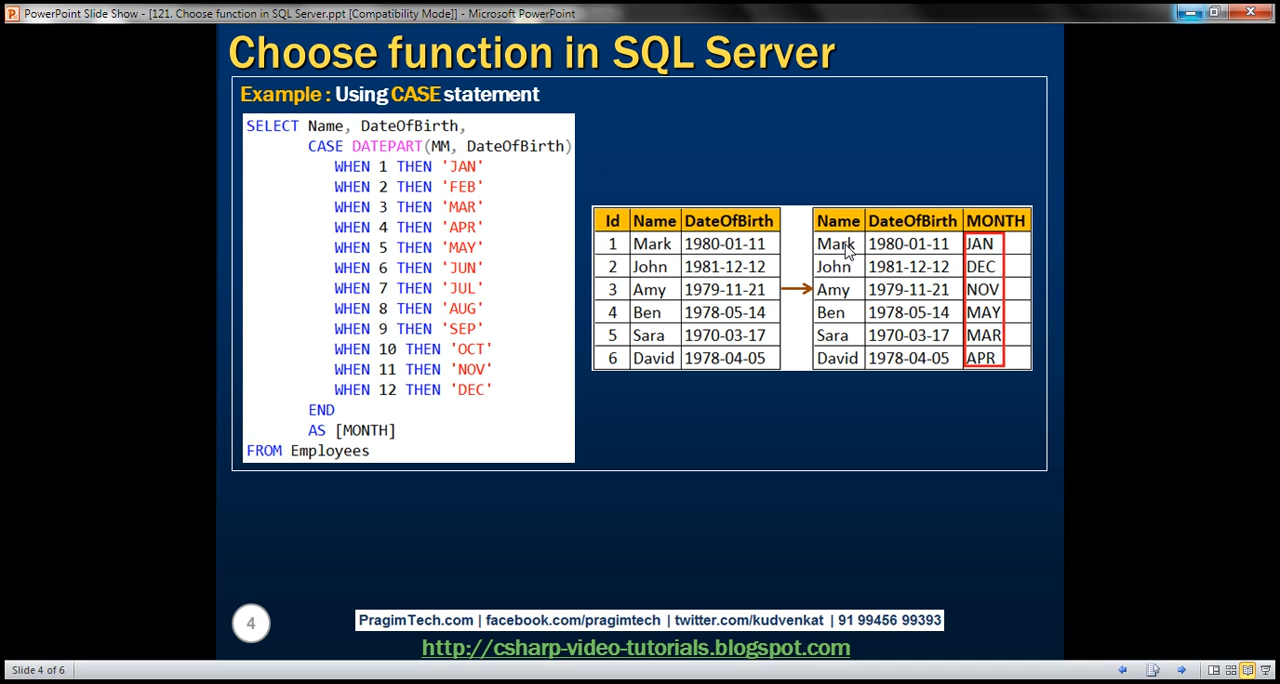 PowerPoint Slide Show - [121. Choose function in SQL Server.ppt [Compatibility Mode]] - Microsoft PowerPoint
Choose function in SQL Server
Example : Using CASE statement
SELECT Name, DateOfBirth,
CASE DATEPART(MM, DateOfBirth)
WHEN 1 THEN 'JAN'
WHEN 2 THEN 'FEB'
WHEN 3 THEN 'MAR'
WHEN 4 THEN 'APR'
WHEN 5 THEN 'MAY'
WHEN 6 THEN 'JUN'
WHEN 7 THEN 'JUL'
WHEN 8 THEN 'AUG'
WHEN 9 THEN 'SEP'
WHEN 10 THEN 'OCT'
WHEN 11 THEN 'NOV'
WHEN 12 THEN 'DEC'
END
AS [MONTH]
FROM Employees
Id Name DateOfBirth
1 Mark 1980-01-11
2 John 1981-12-12
3 Amy 1979-11-21
4 Ben 1978-05-14
5 Sara 1970-03-17
6 David 1978-04-05
Name DateOfBirth MONTH
Mark 1980-01-11 JAN
John 1981-12-12 DEC
Amy 1979-11-21 NOV
Ben 1978-05-14 MAY
Sara 1970-03-17 MAR
David 1978-04-05 APR
4
PragimTech.com | facebook.com/pragimtech | twitter.com/kudvenkat | 91 99456 99393
http://csharp-video-tutorials.blogspot.com
Slide 4 of 6